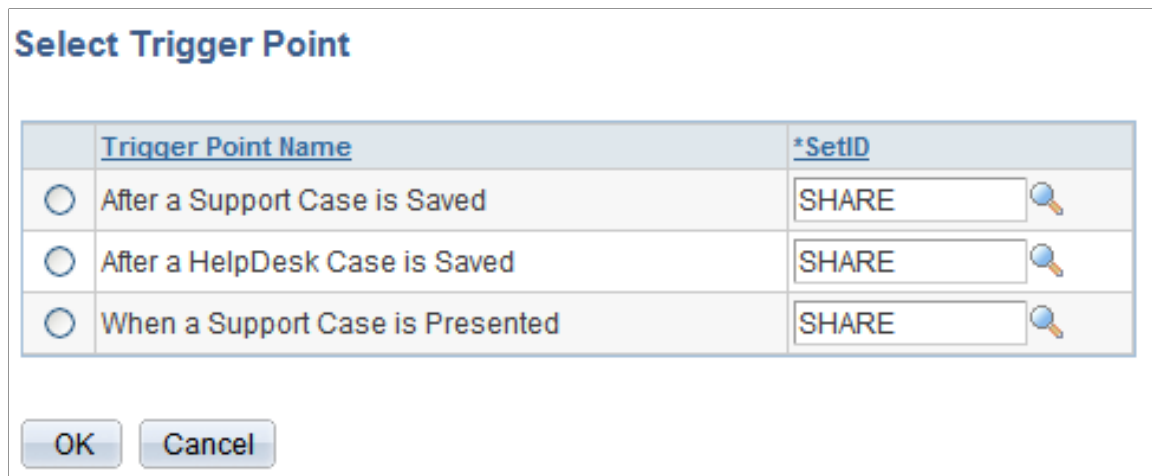 Select Trigger Point
Trigger Point Name *SetID
After a Support Case is Saved SHARE
After a HelpDesk Case is Saved SHARE
When a Support Case is Presented SHARE
OK Cancel